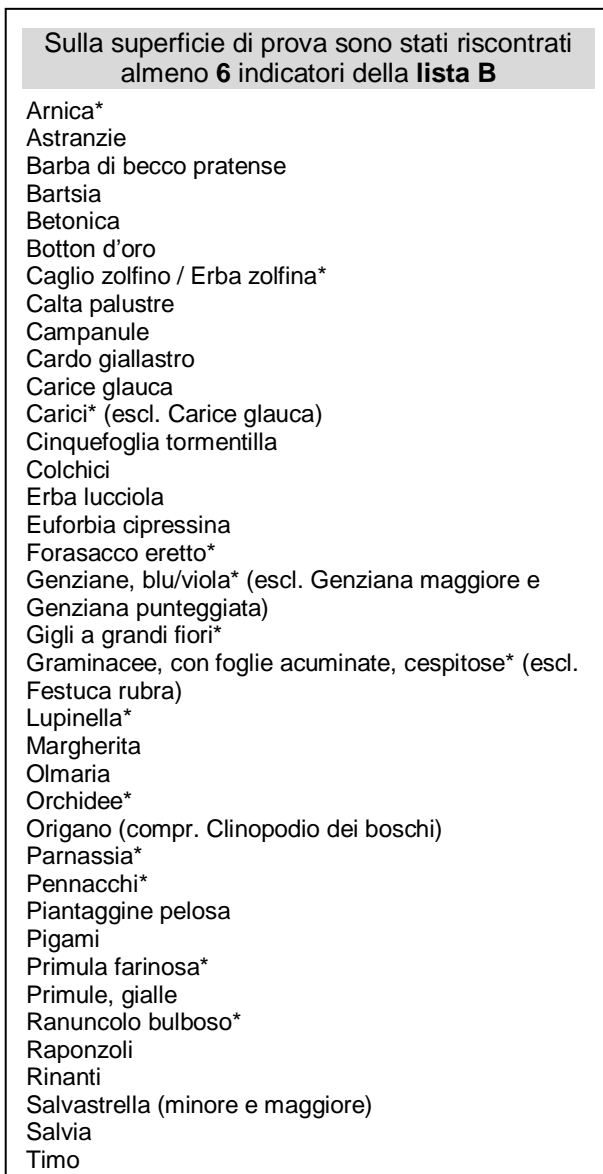 Sulla superficie di prova sono stati riscontrati
almeno 6 indicatori della lista B
Arnica*
Astranzie
Barba di becco pratense
Bartsia
Betonica
Botton d'oro
Caglio zolfino / Erba zolfina*
Calta palustre
Campanule
Cardo giallastro
Carice glauca
Carici* (escl. Carice glauca)
Cinquefoglia tormentilla
Colchici
Erba lucciola
Euforbia cipressina
Forasacco eretto*
Genziane, blu/viola* (escl. Genziana maggiore e
Genziana punteggiata)
Gigli a grandi fiori*
Graminacee, con foglie acuminate, cespitose* (escl.
Festuca rubra)
Lupinella*
Margherita
Olmaria
Orchidee*
Origano (compr. Clinopodio dei boschi)
Parnassia*
Pennacchi*
Piantaggine pelosa
Pigami
Primula farinosa*
Primule, gialle
Ranuncolo bulboso*
Raponzoli
Rinanti
Salvastrella (minore e maggiore)
Salvia
Timo